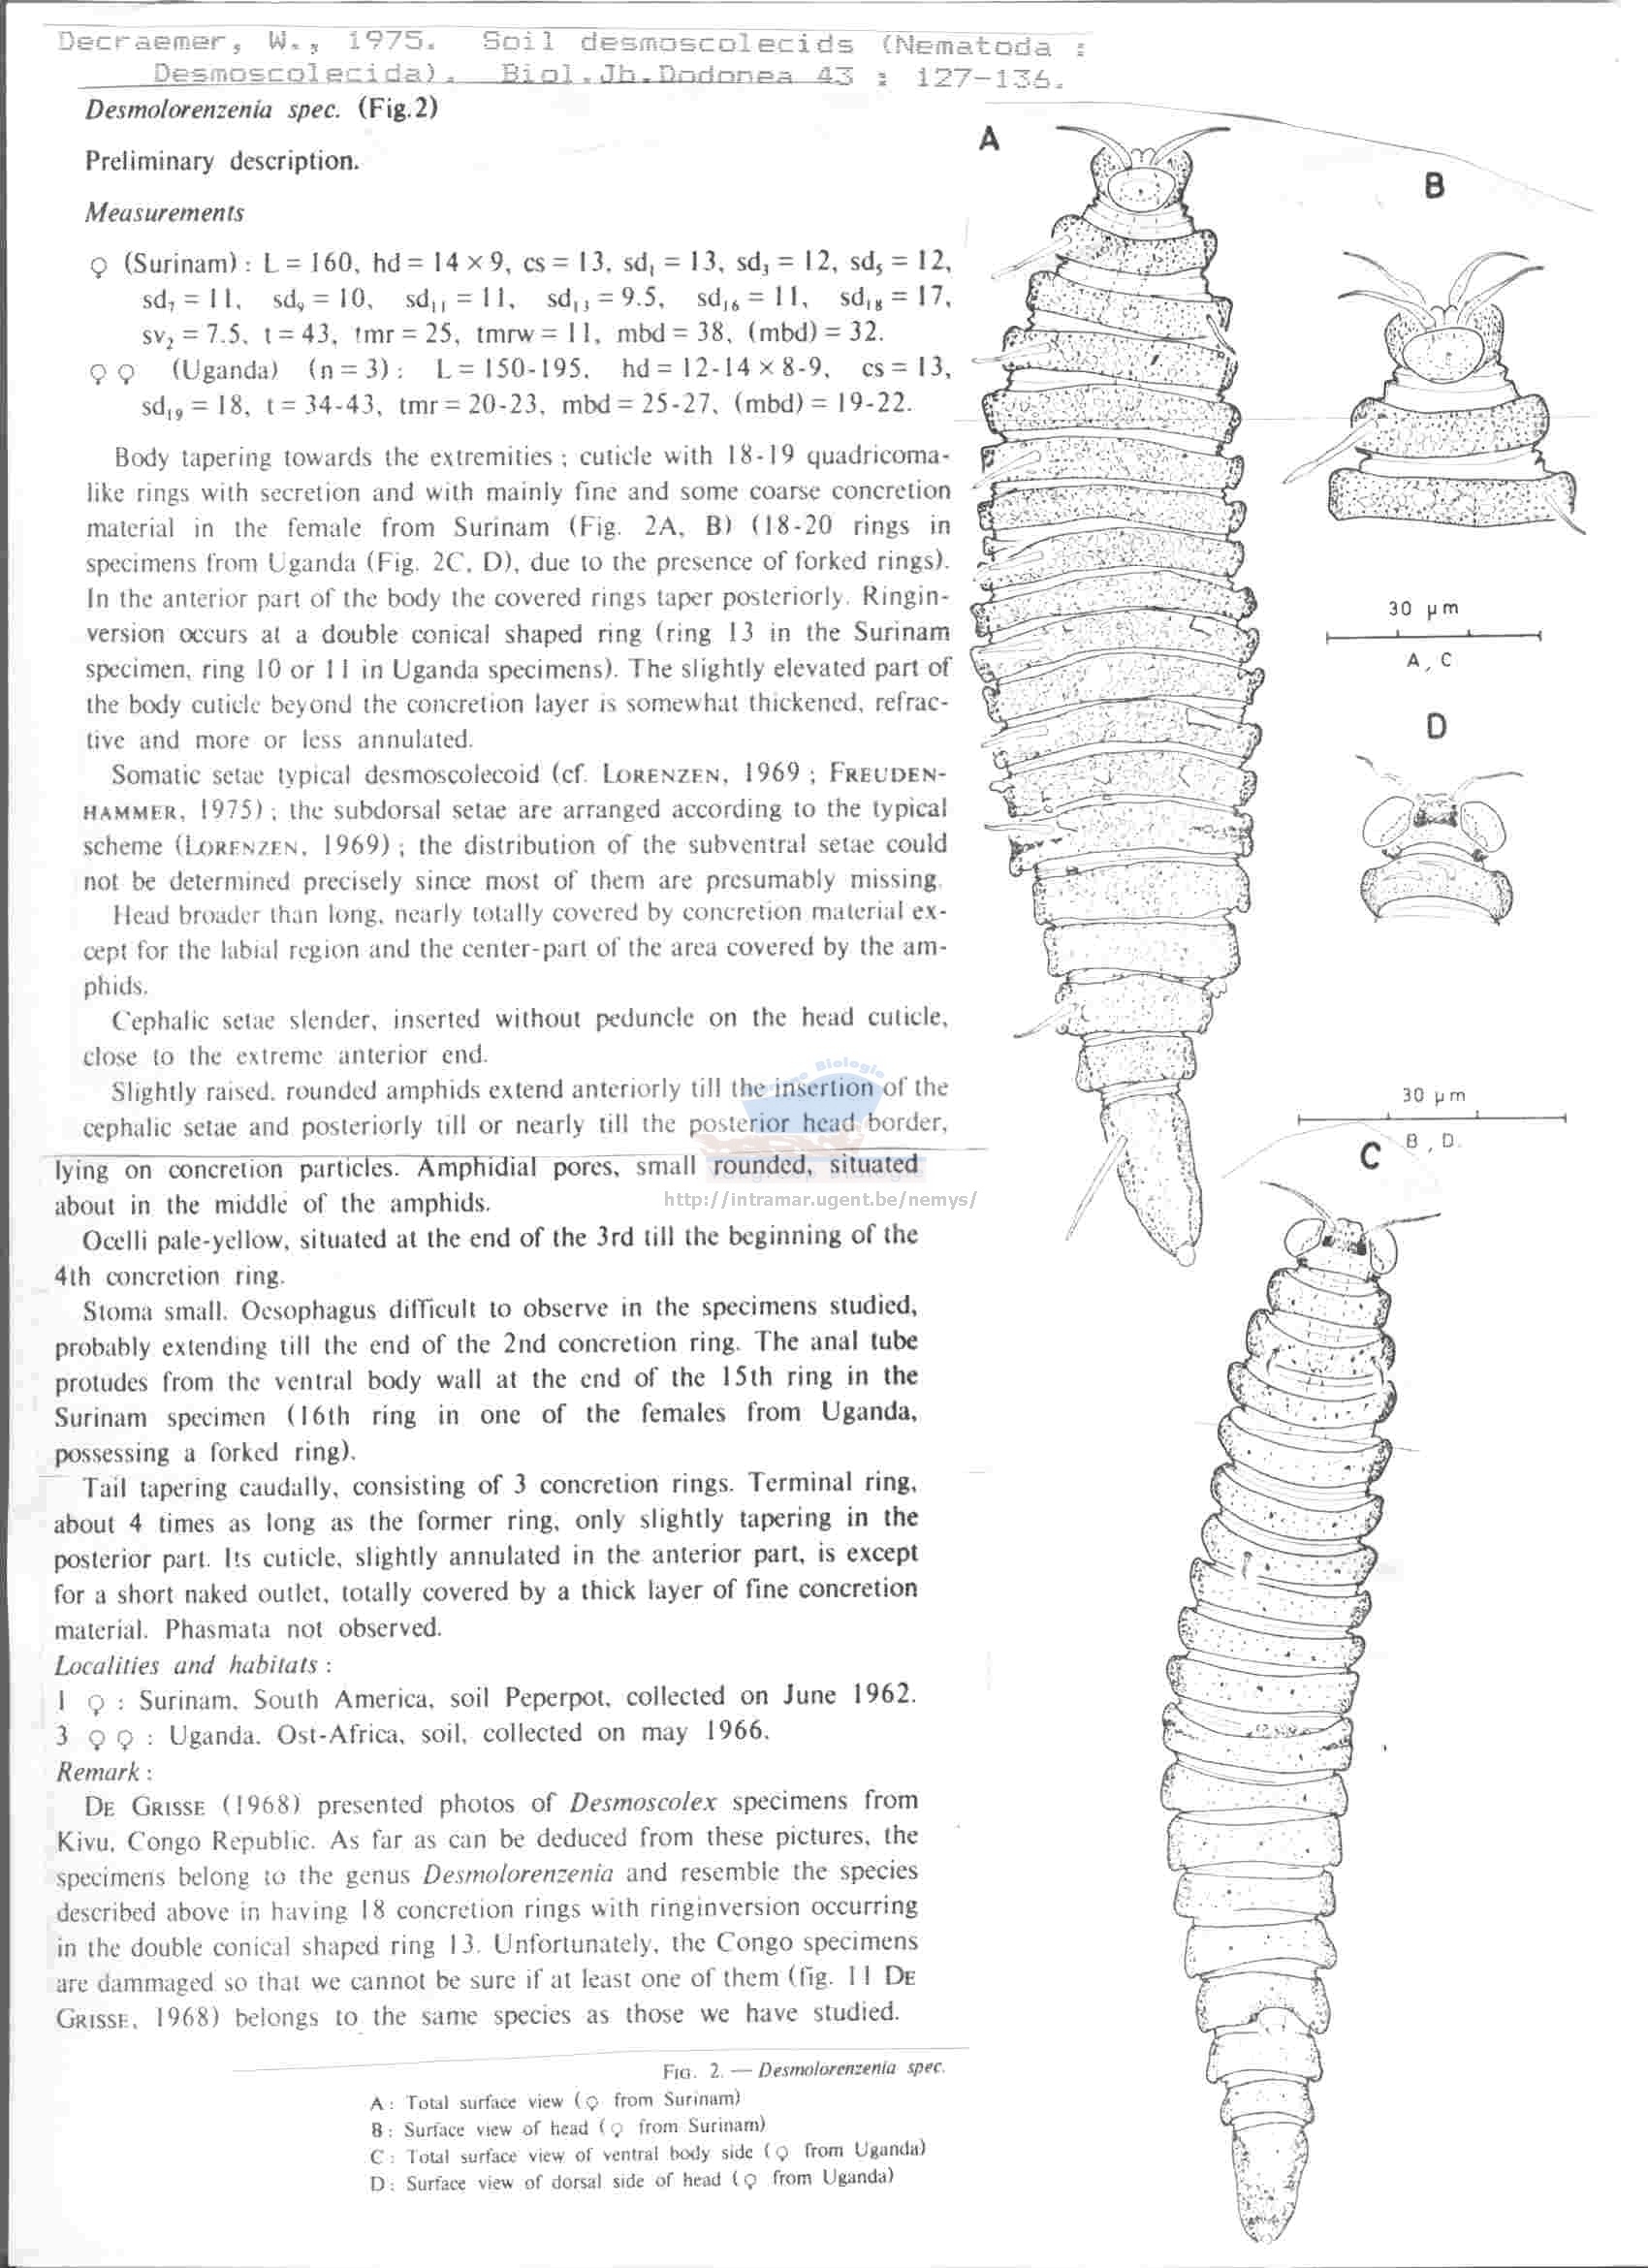 Decraemer, W., 1975. Soil desmoscolecids (Nematoda :
Desmoscolecida). Biol.Jb.Dodonea 43 : 127-136.
Desmolorenzenia spec. (Fig.2)
Preliminary description.
Measurements
♀ (Surinam) : L = 160, hd = 14 × 9, cs = 13, sd₁ = 13, sd₃ = 12, sd₅ = 12,
sd₇ = 11, sd₉ = 10, sd₁₁ = 11, sd₁₃ = 9.5, sd₁₆ = 11, sd₁₈ = 17,
sv₂ = 7.5, t = 43, tmr = 25, tmrw = 11, mbd = 38, (mbd) = 32.
♀♀ (Uganda) (n = 3) : L = 150-195, hd = 12-14 × 8-9, cs = 13,
sd₁₉ = 18, t = 34-43, tmr = 20-23, mbd = 25-27, (mbd) = 19-22.
Body tapering towards the extremities ; cuticle with 18-19 quadricoma-
like rings with secretion and with mainly fine and some coarse concretion
material in the female from Surinam (Fig. 2A, B) (18-20 rings in
specimens from Uganda (Fig. 2C, D), due to the presence of forked rings).
In the anterior part of the body the covered rings taper posteriorly. Ringin-
version occurs at a double conical shaped ring (ring 13 in the Surinam
specimen, ring 10 or 11 in Uganda specimens). The slightly elevated part of
the body cuticle beyond the concretion layer is somewhat thickened, refrac-
tive and more or less annulated.
Somatic setae typical desmoscolecoid (cf. LORENZEN, 1969 ; FREUDEN-
HAMMER, 1975) ; the subdorsal setae are arranged according to the typical
scheme (LORENZEN, 1969) ; the distribution of the subventral setae could
not be determined precisely since most of them are presumably missing.
Head broader than long, nearly totally covered by concretion material ex-
cept for the labial region and the center-part of the area covered by the am-
phids.
Cephalic setae slender, inserted without peduncle on the head cuticle,
close to the extreme anterior end.
Slightly raised, rounded amphids extend anteriorly till the insertion of the
cephalic setae and posteriorly till or nearly till the posterior head border,
lying on concretion particles. Amphidial pores, small rounded, situated
about in the middle of the amphids.
http://intramar.ugent.be/nemys/
Ocelli pale-yellow, situated at the end of the 3rd till the beginning of the
4th concretion ring.
Stoma small. Oesophagus difficult to observe in the specimens studied,
probably extending till the end of the 2nd concretion ring. The anal tube
protudes from the ventral body wall at the end of the 15th ring in the
Surinam specimen (16th ring in one of the females from Uganda,
possessing a forked ring).
Tail tapering caudally, consisting of 3 concretion rings. Terminal ring,
about 4 times as long as the former ring, only slightly tapering in the
posterior part. Its cuticle, slightly annulated in the anterior part, is except
for a short naked outlet, totally covered by a thick layer of fine concretion
material. Phasmata not observed.
Localities and habitats :
1 ♀ : Surinam, South America, soil Peperpot, collected on June 1962.
3 ♀♀ : Uganda, Ost-Africa, soil, collected on may 1966.
Remark :
DE GRISSE (1968) presented photos of Desmoscolex specimens from
Kivu, Congo Republic. As far as can be deduced from these pictures, the
specimens belong to the genus Desmolorenzenia and resemble the species
described above in having 18 concretion rings with ringinversion occurring
in the double conical shaped ring 13. Unfortunately, the Congo specimens
are dammaged so that we cannot be sure if at least one of them (fig. 11 DE
GRISSE, 1968) belongs to the same species as those we have studied.
FIG. 2. — Desmolorenzenia spec.
A : Total surface view (♀ from Surinam)
B : Surface view of head (♀ from Surinam)
C : Total surface view of ventral body side (♀ from Uganda)
D : Surface view of dorsal side of head (♀ from Uganda)
A
B
30 µm
A, C
D
30 µm
B, D.
C